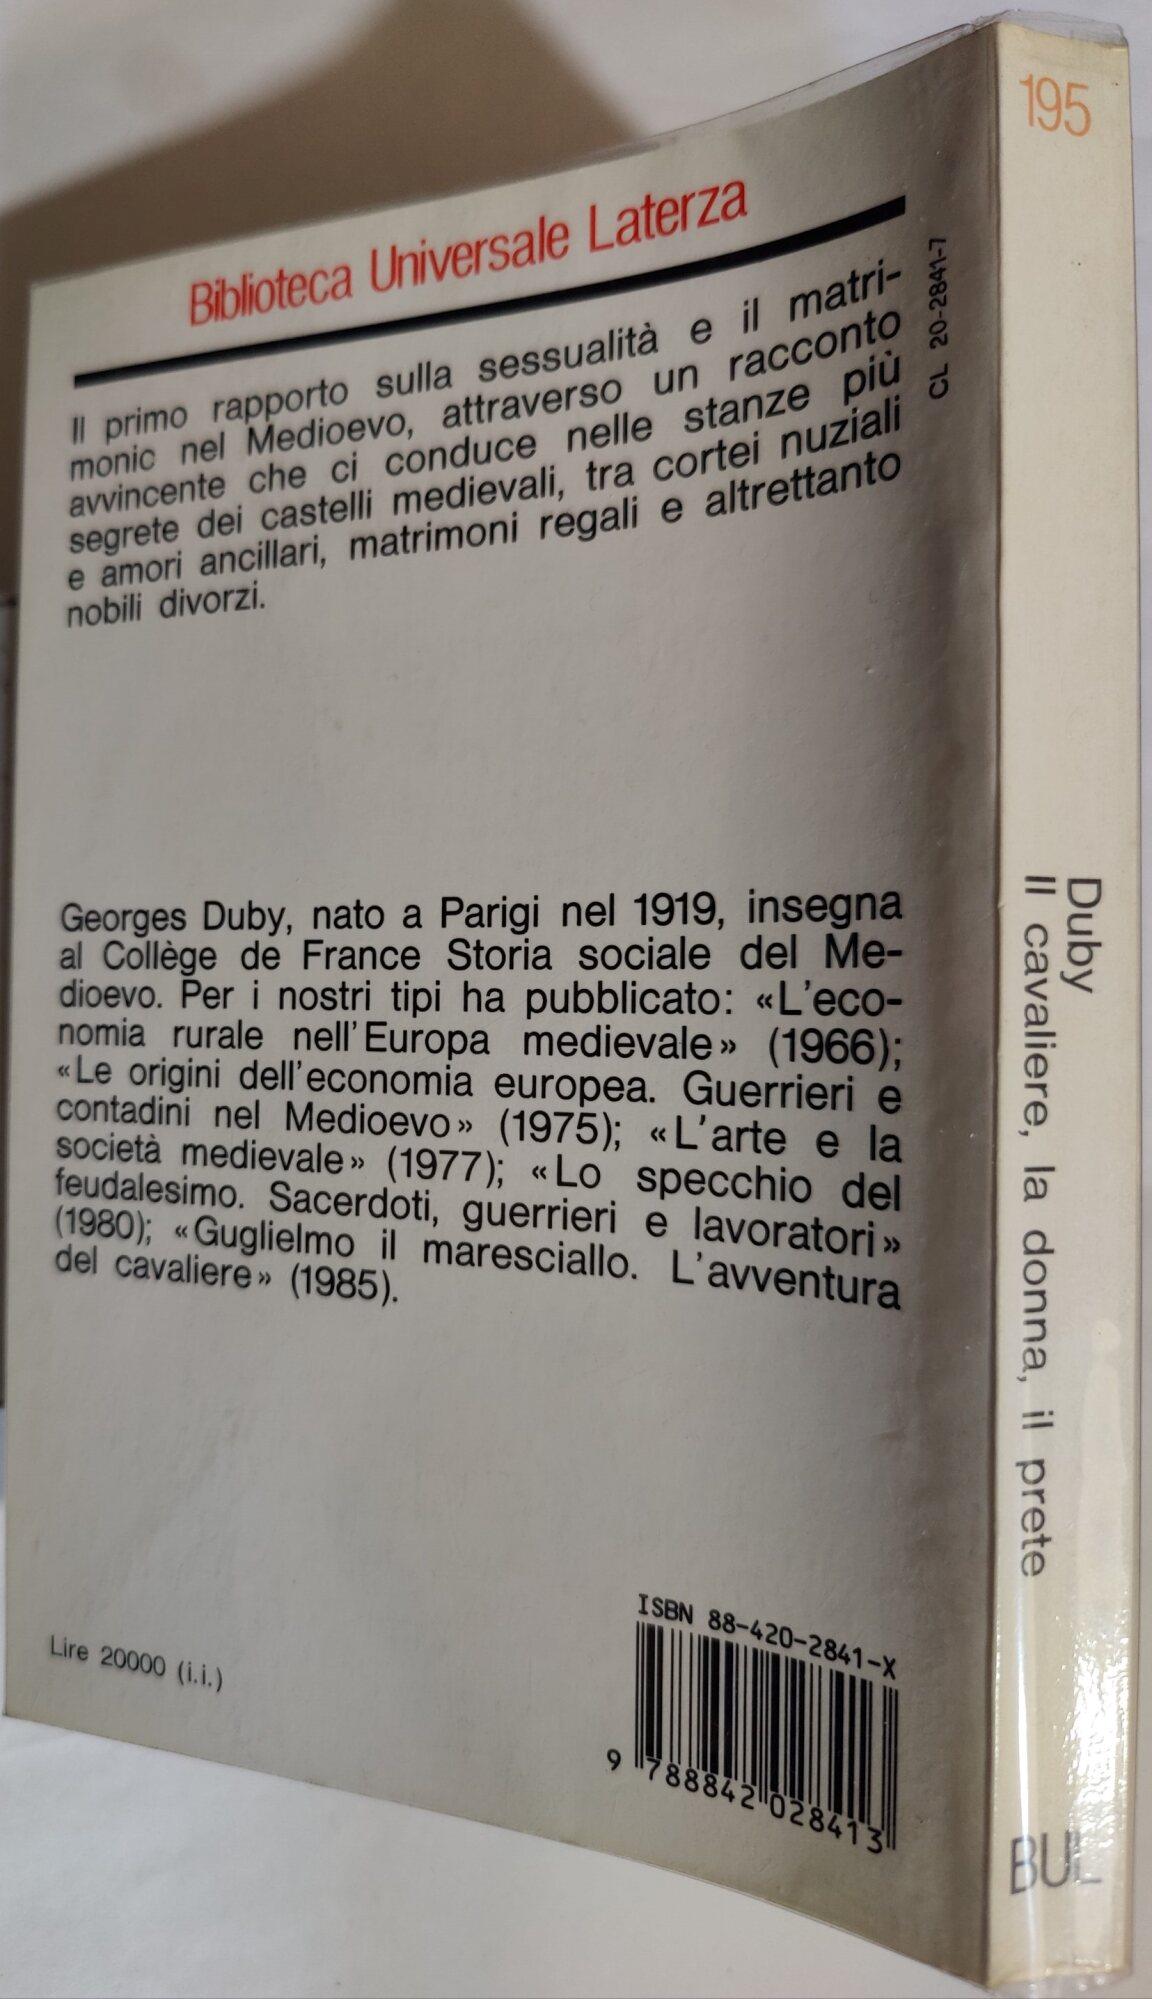 Biblioteca Universale Laterza
Il primo rapporto sulla sessualità e il matri-
monio nel Medioevo, attraverso un racconto
avvincente che ci conduce nelle stanze più
segrete dei castelli medievali, tra cortei nuziali
e amori ancillari, matrimoni regali e altrettanto
nobili divorzi.
Georges Duby, nato a Parigi nel 1919, insegna
al Collège de France Storia sociale del Me-
dioevo. Per i nostri tipi ha pubblicato: «L'eco-
nomia rurale nell'Europa medievale» (1966);
«Le origini dell'economia europea. Guerrieri e
contadini nel Medioevo» (1975); «L'arte e la
società medievale» (1977); «Lo specchio del
feudalesimo. Sacerdoti, guerrieri e lavoratori»
(1980); «Guglielmo il maresciallo. L'avventura
del cavaliere» (1985).
Lire 20000 (i.i.)
ISBN 88-420-2841-X
9 788842 028413
CL 20-2841-7
195
Duby
Il cavaliere, la donna, il prete
BUL